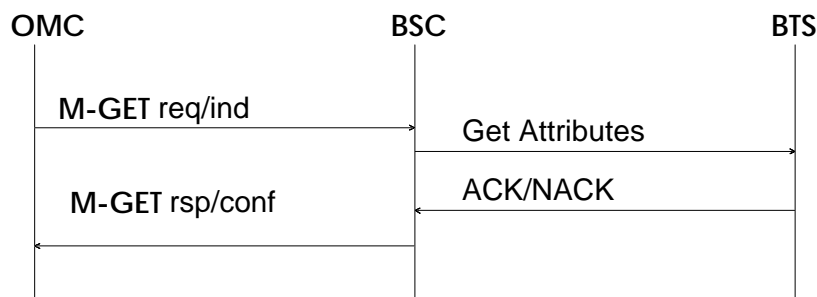 OMC BSC BTS
M-GET req/ind
Get Attributes
ACK/NACK
M-GET rsp/conf